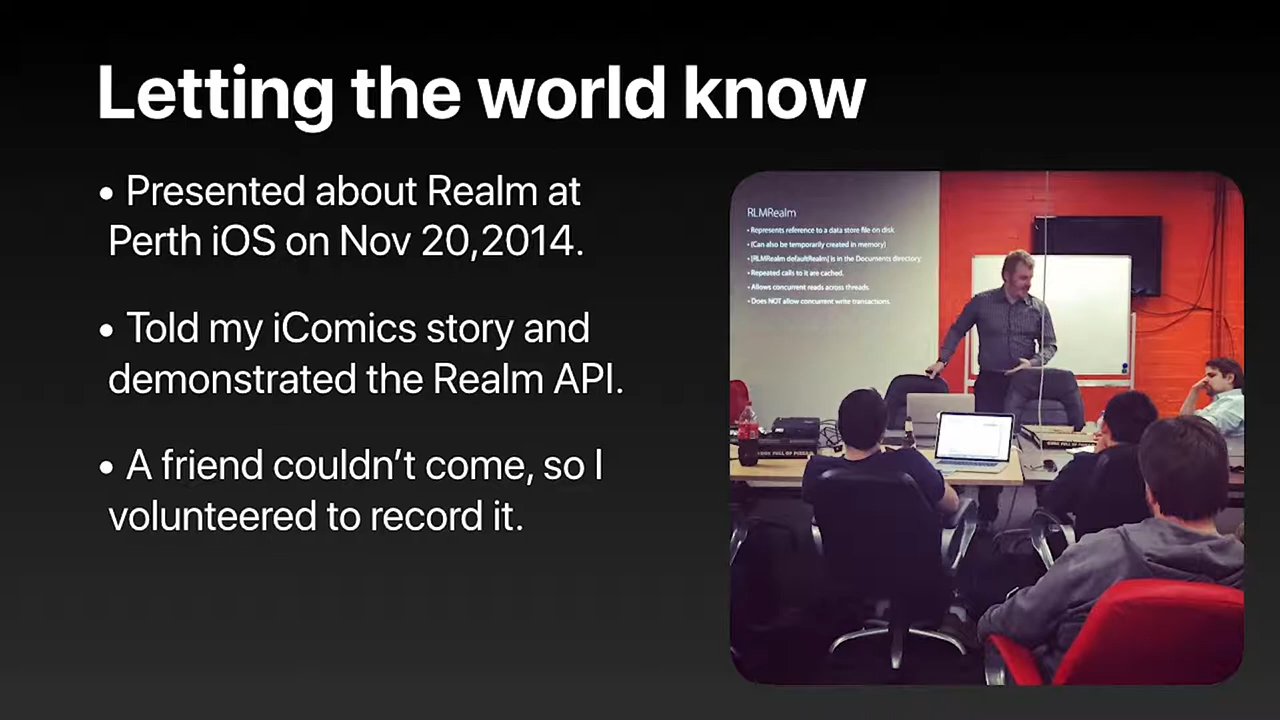 Letting the world know
• Presented about Realm at
Perth iOS on Nov 20,2014.
• Told my iComics story and
demonstrated the Realm API.
• A friend couldn’t come, so I
volunteered to record it.
RLMRealm
• Represents reference to a data store file on disk
• (Can also be temporarily created in memory)
• [RLMRealm defaultRealm] is in the Documents directory
• Repeated calls to it are cached.
• Allows concurrent reads across threads.
• Does NOT allow concurrent write transactions.